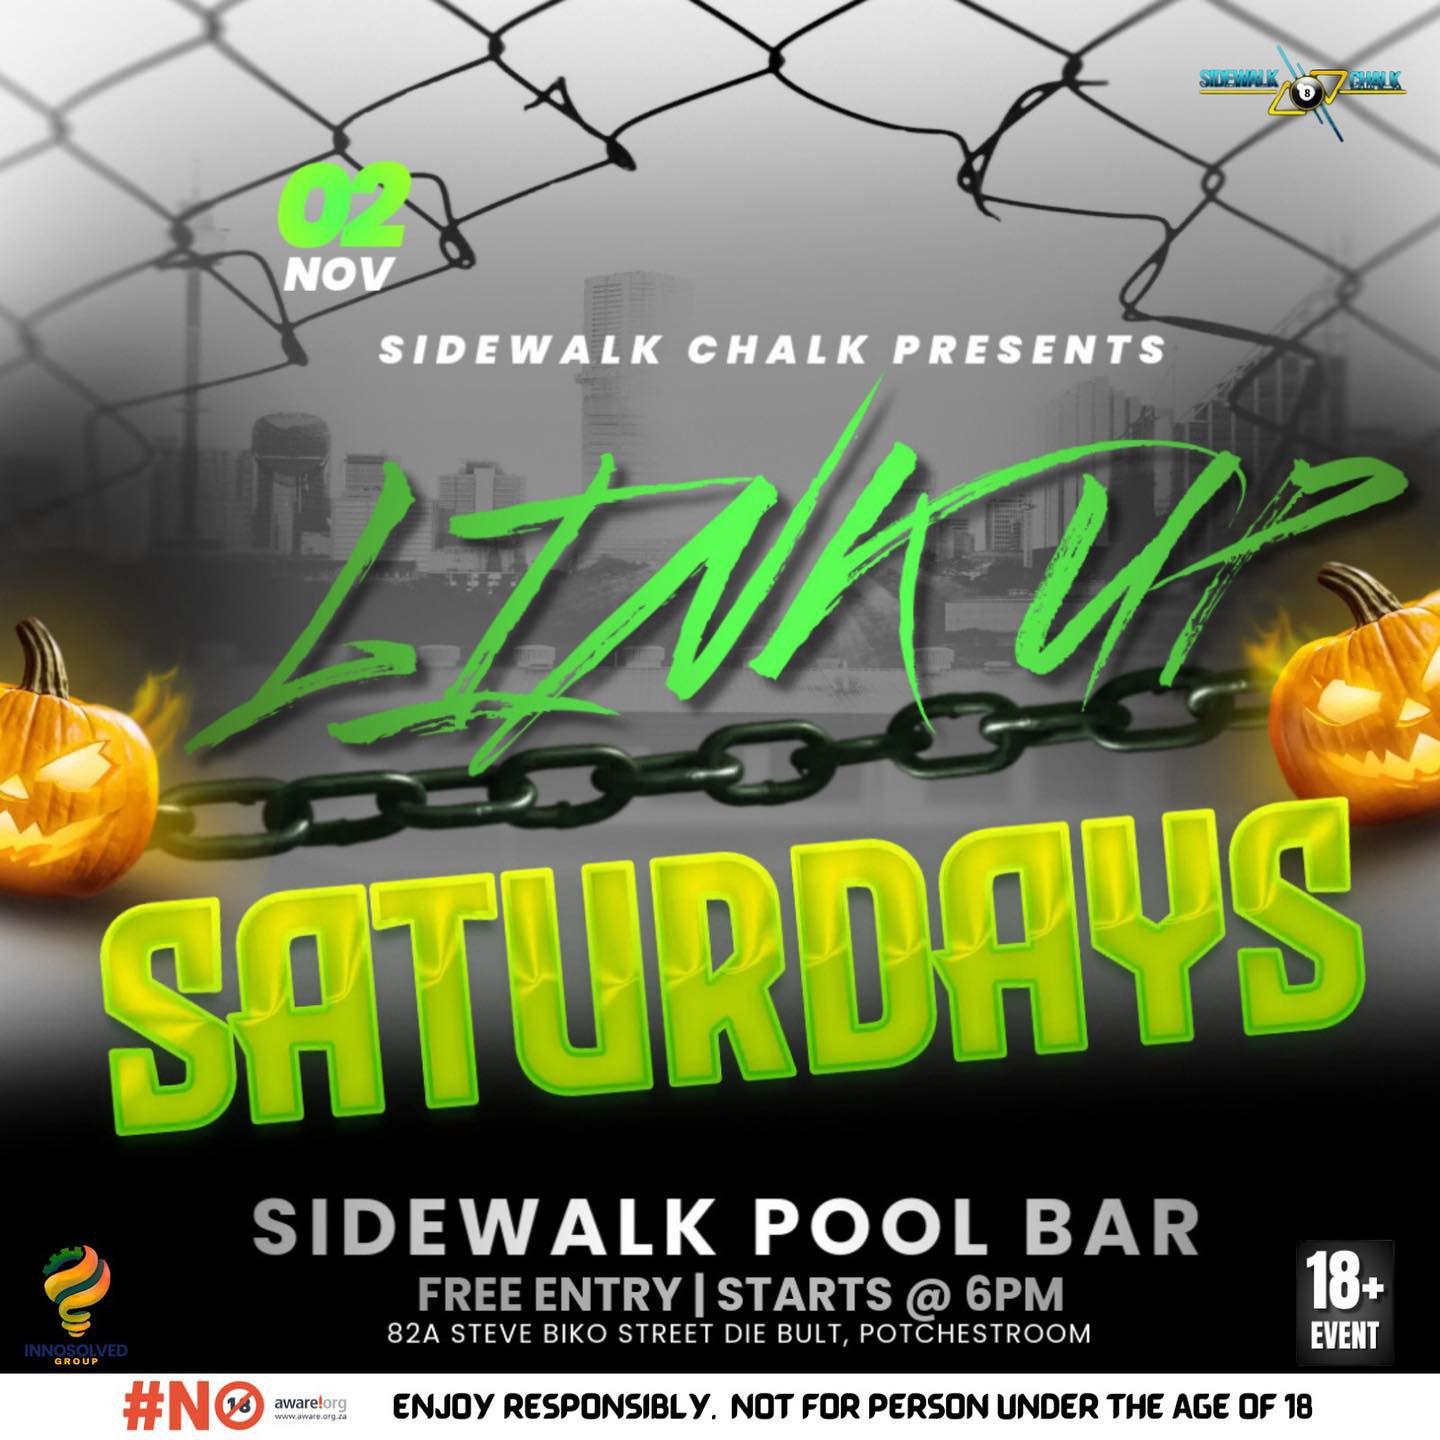 SIDEWALK CHALK
8
02
NOV
SIDEWALK CHALK PRESENTS
LINK UP
SATURDAYS
SIDEWALK POOL BAR
FREE ENTRY | STARTS @ 6PM
82A STEVE BIKO STREET DIE BULT, POTCHESTROOM
18+
EVENT
INNOSOLVED
GROUP
#NO 18
aware!org
www.aware.org.za
ENJOY RESPONSIBLY. NOT FOR PERSON UNDER THE AGE OF 18